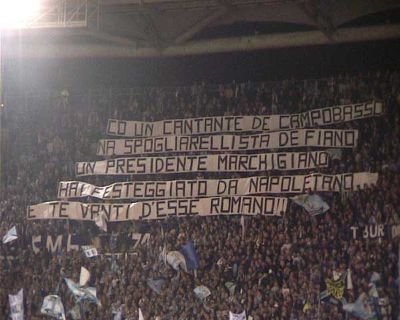 CO UN CANTANTE DE CAMPOBASSO
NA SPOGLIARELLISTA DE FIANO
UN PRESIDENTE MARCHIGIANO
HAI FESTEGGIATO DA NAPOLETANO...
E TE VANTI D'ESSE ROMANO!!